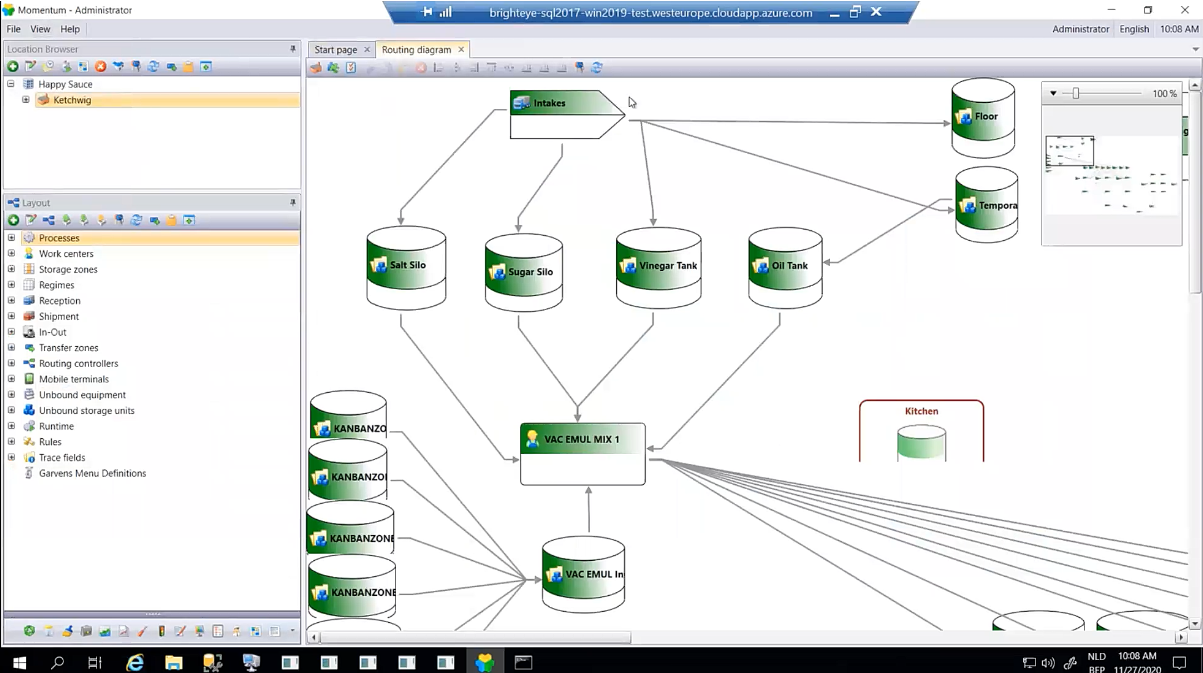 Momentum - Administrator
brighteye-sql2017-win2019-test.westeurope.cloudapp.azure.com
File View Help
Administrator English 10:08 AM
Location Browser
Happy Sauce
Ketchwig
Layout
Processes
Work centers
Storage zones
Regimes
Reception
Shipment
In-Out
Transfer zones
Routing controllers
Mobile terminals
Unbound equipment
Unbound storage units
Runtime
Rules
Trace fields
Garvens Menu Definitions
Start page
Routing diagram
100 %
Intakes
Floor
Tempora
Salt Silo
Sugar Silo
Vinegar Tank
Oil Tank
Kitchen
VAC EMUL MIX 1
KANBANZO
KANBANZO
KANBANZONE
KANBANZONE
VAC EMUL In
NLD
BEP
10:08 AM
11/27/2020